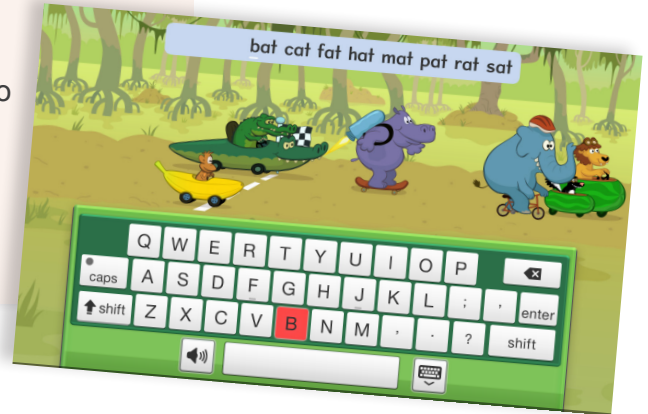 o
bat cat fat hat mat pat rat sat
Q W E R T Y U I O P
caps A S D F G H J K L ; , enter
shift Z X C V B N M , . ? shift